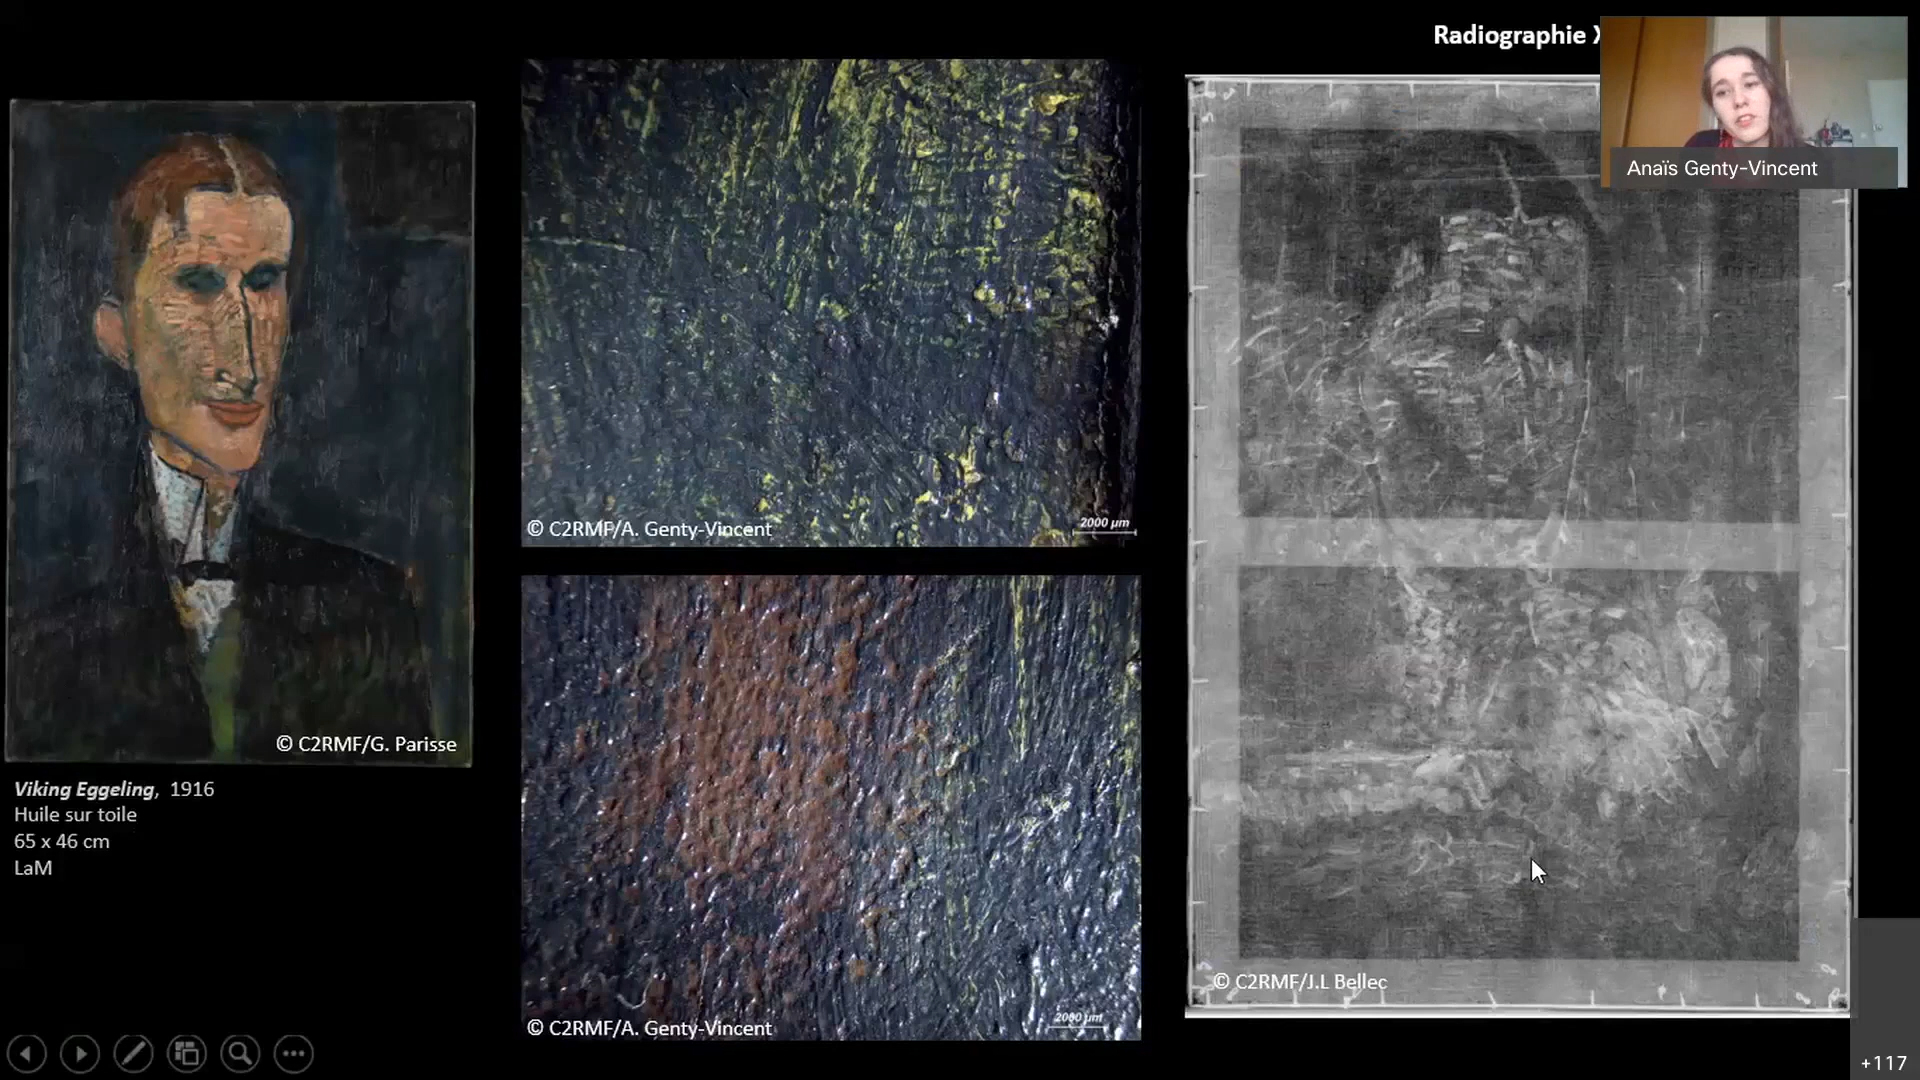 Radiographie X
Anaïs Genty-Vincent
© C2RMF/G. Parisse
Viking Eggeling, 1916
Huile sur toile
65 x 46 cm
LaM
2000 µm
© C2RMF/A. Genty-Vincent
2000 µm
© C2RMF/A. Genty-Vincent
© C2RMF/J.L Bellec
+117